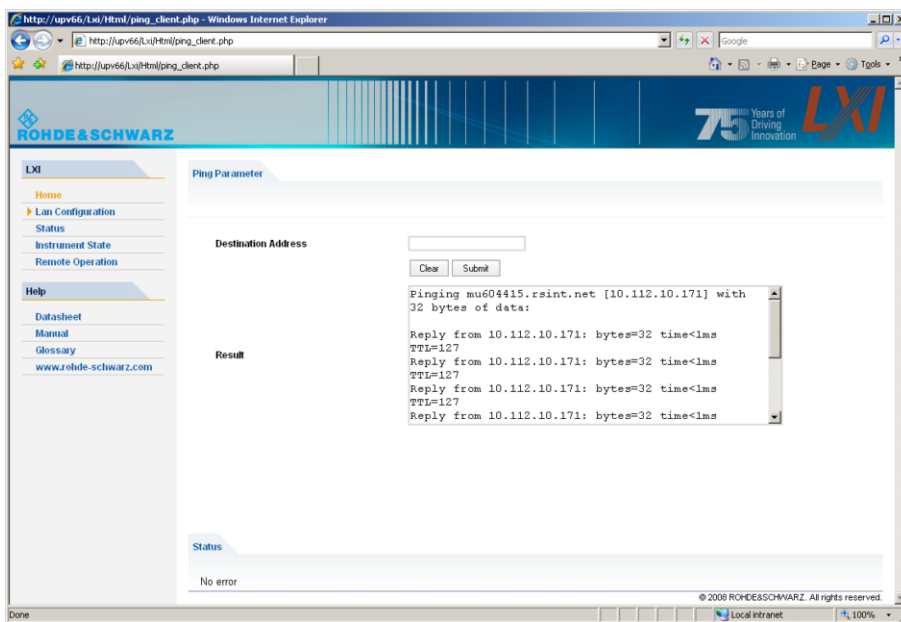 http://upv66/Lxi/Html/ping_client.php - Windows Internet Explorer
http://upv66/Lxi/Html/ping_client.php
Google
http://upv66/Lxi/Html/ping_client.php
Page
Tools
ROHDE&SCHWARZ
75 Years of
Driving
Innovation
LXI
LXI
Home
Lan Configuration
Status
Instrument State
Remote Operation
Help
Datasheet
Manual
Glossary
www.rohde-schwarz.com
Ping Parameter
Destination Address
Clear
Submit
Result
Pinging mu604415.rsint.net [10.112.10.171] with
32 bytes of data:
Reply from 10.112.10.171: bytes=32 time<1ms
TTL=127
Reply from 10.112.10.171: bytes=32 time<1ms
TTL=127
Reply from 10.112.10.171: bytes=32 time<1ms
TTL=127
Reply from 10.112.10.171: bytes=32 time<1ms
Status
No error
© 2008 ROHDE&SCHWARZ. All rights reserved.
Done
Local intranet
100%